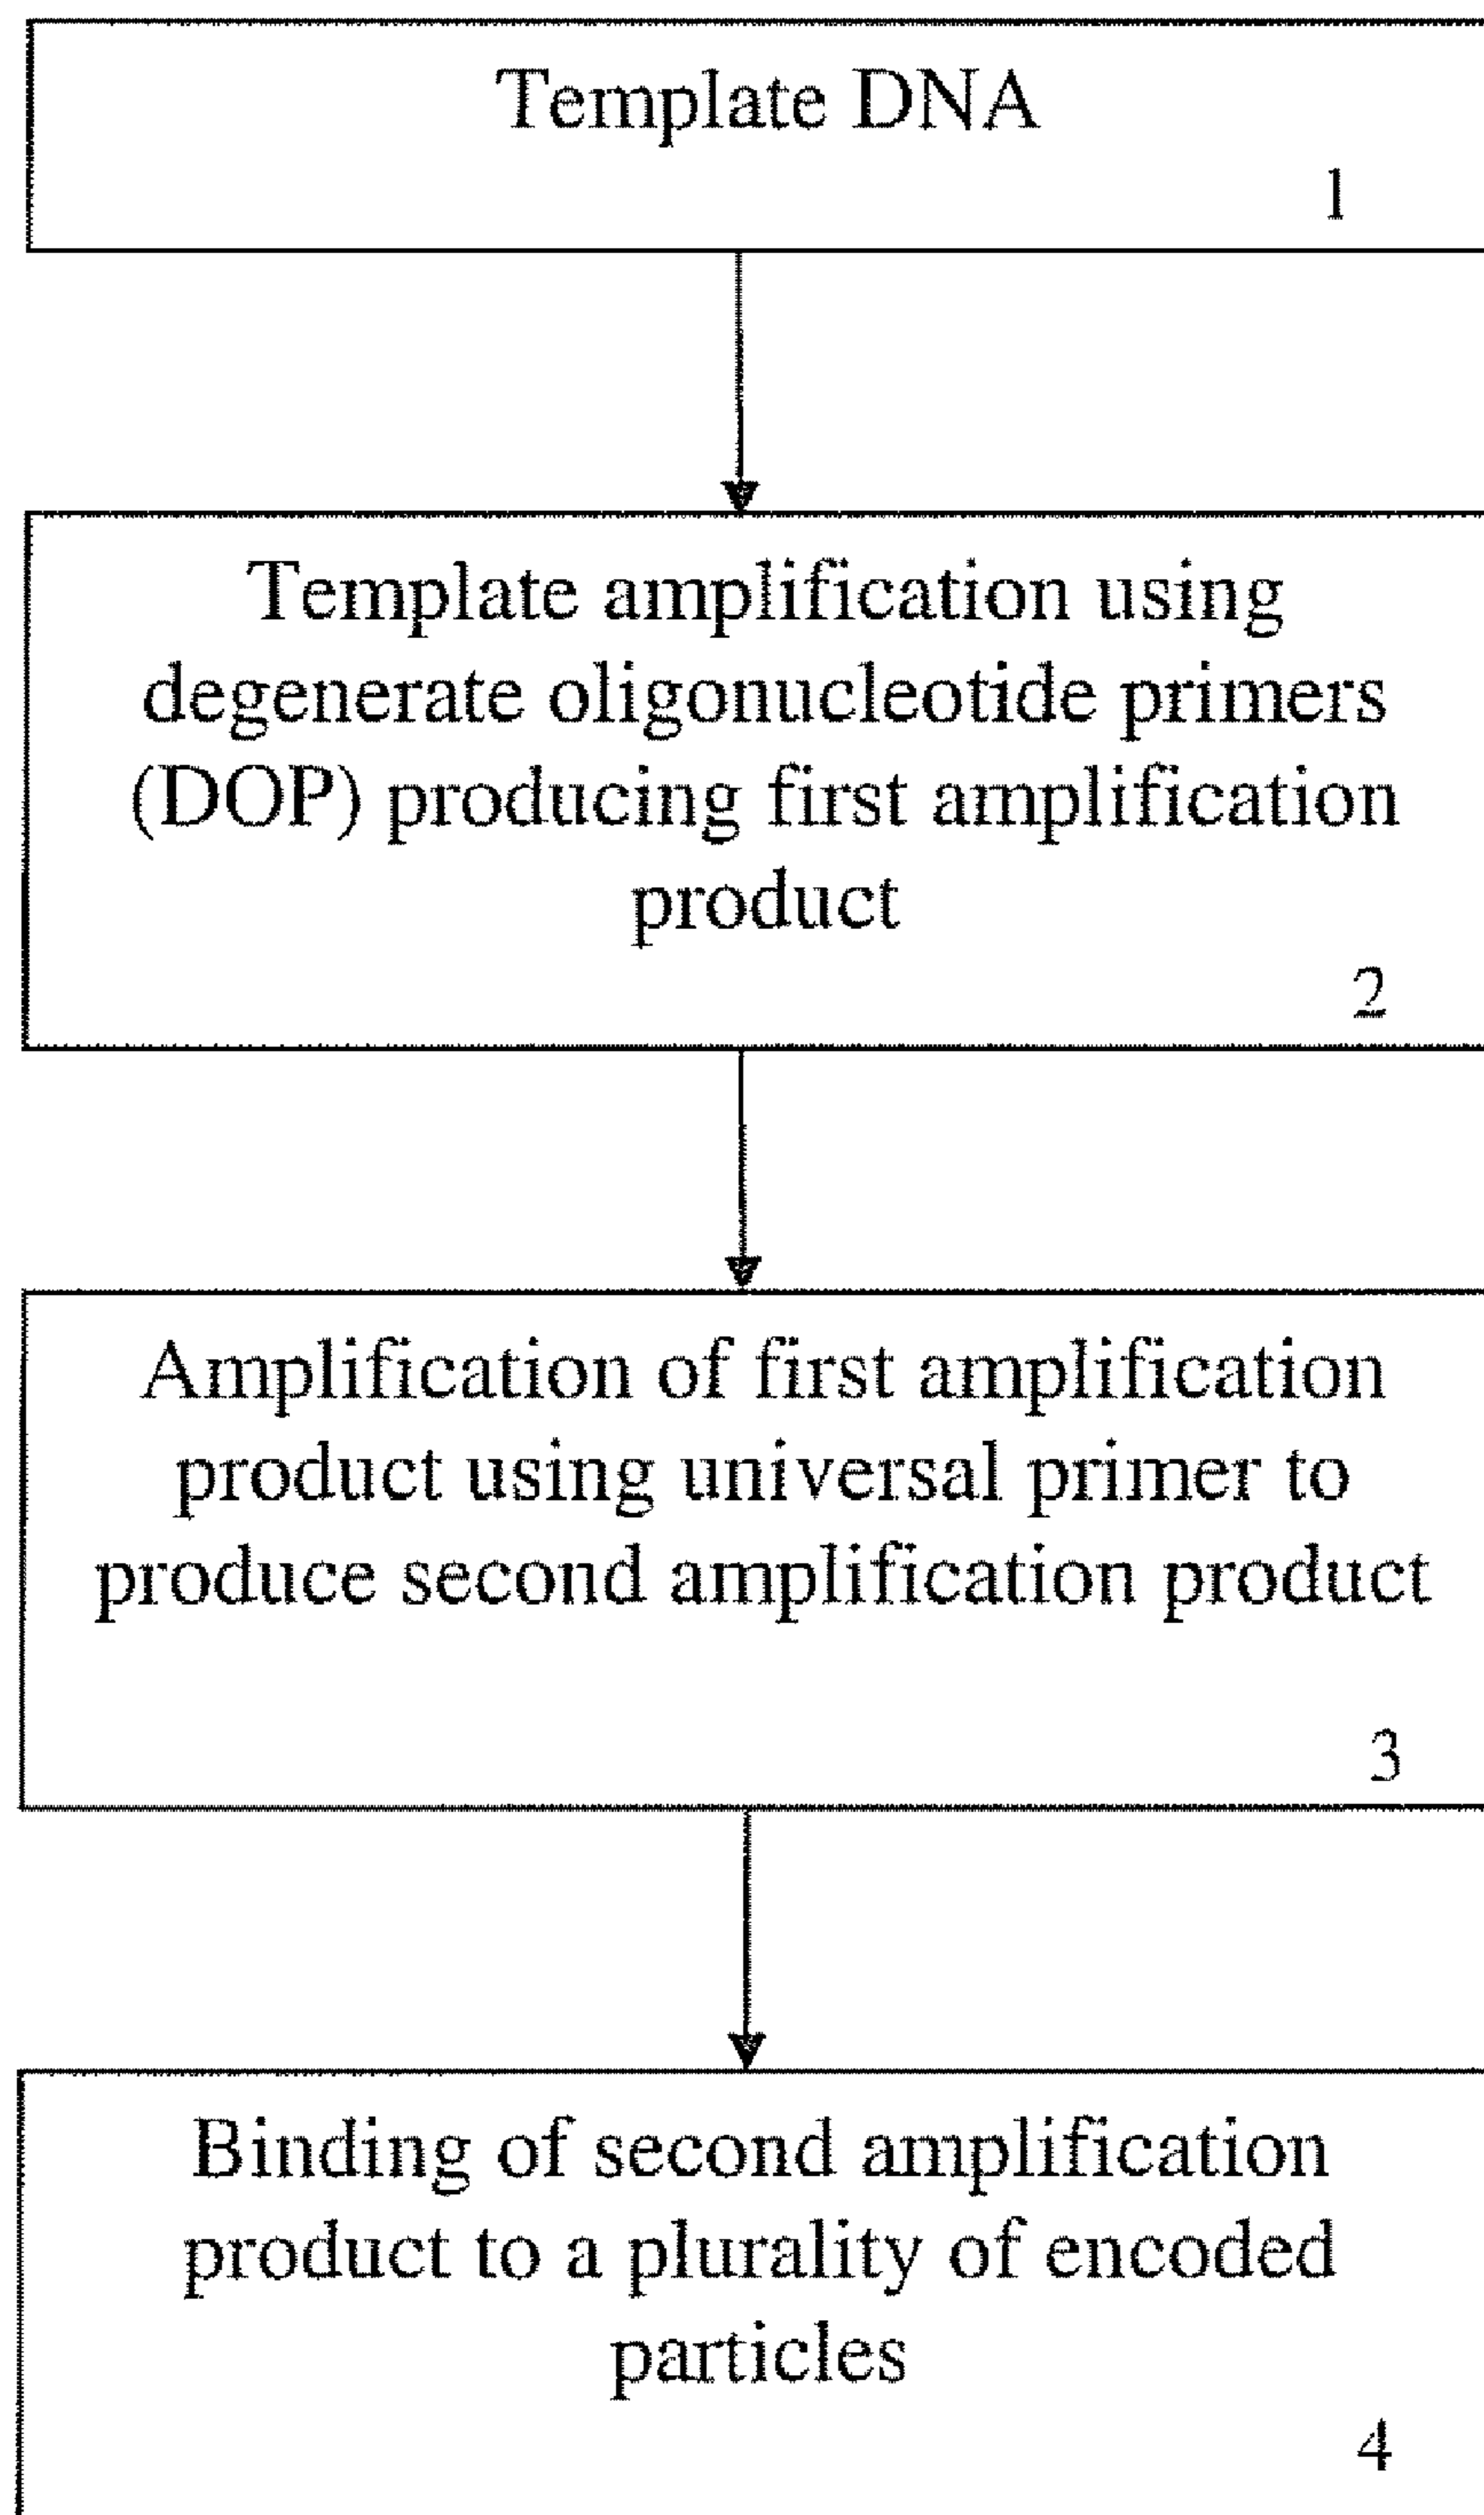 Template DNA
1
Template amplification using
degenerate oligonucleotide primers
(DOP) producing first amplification
product
2
Amplification of first amplification
product using universal primer to
produce second amplification product
3
Binding of second amplification
product to a plurality of encoded
particles
4